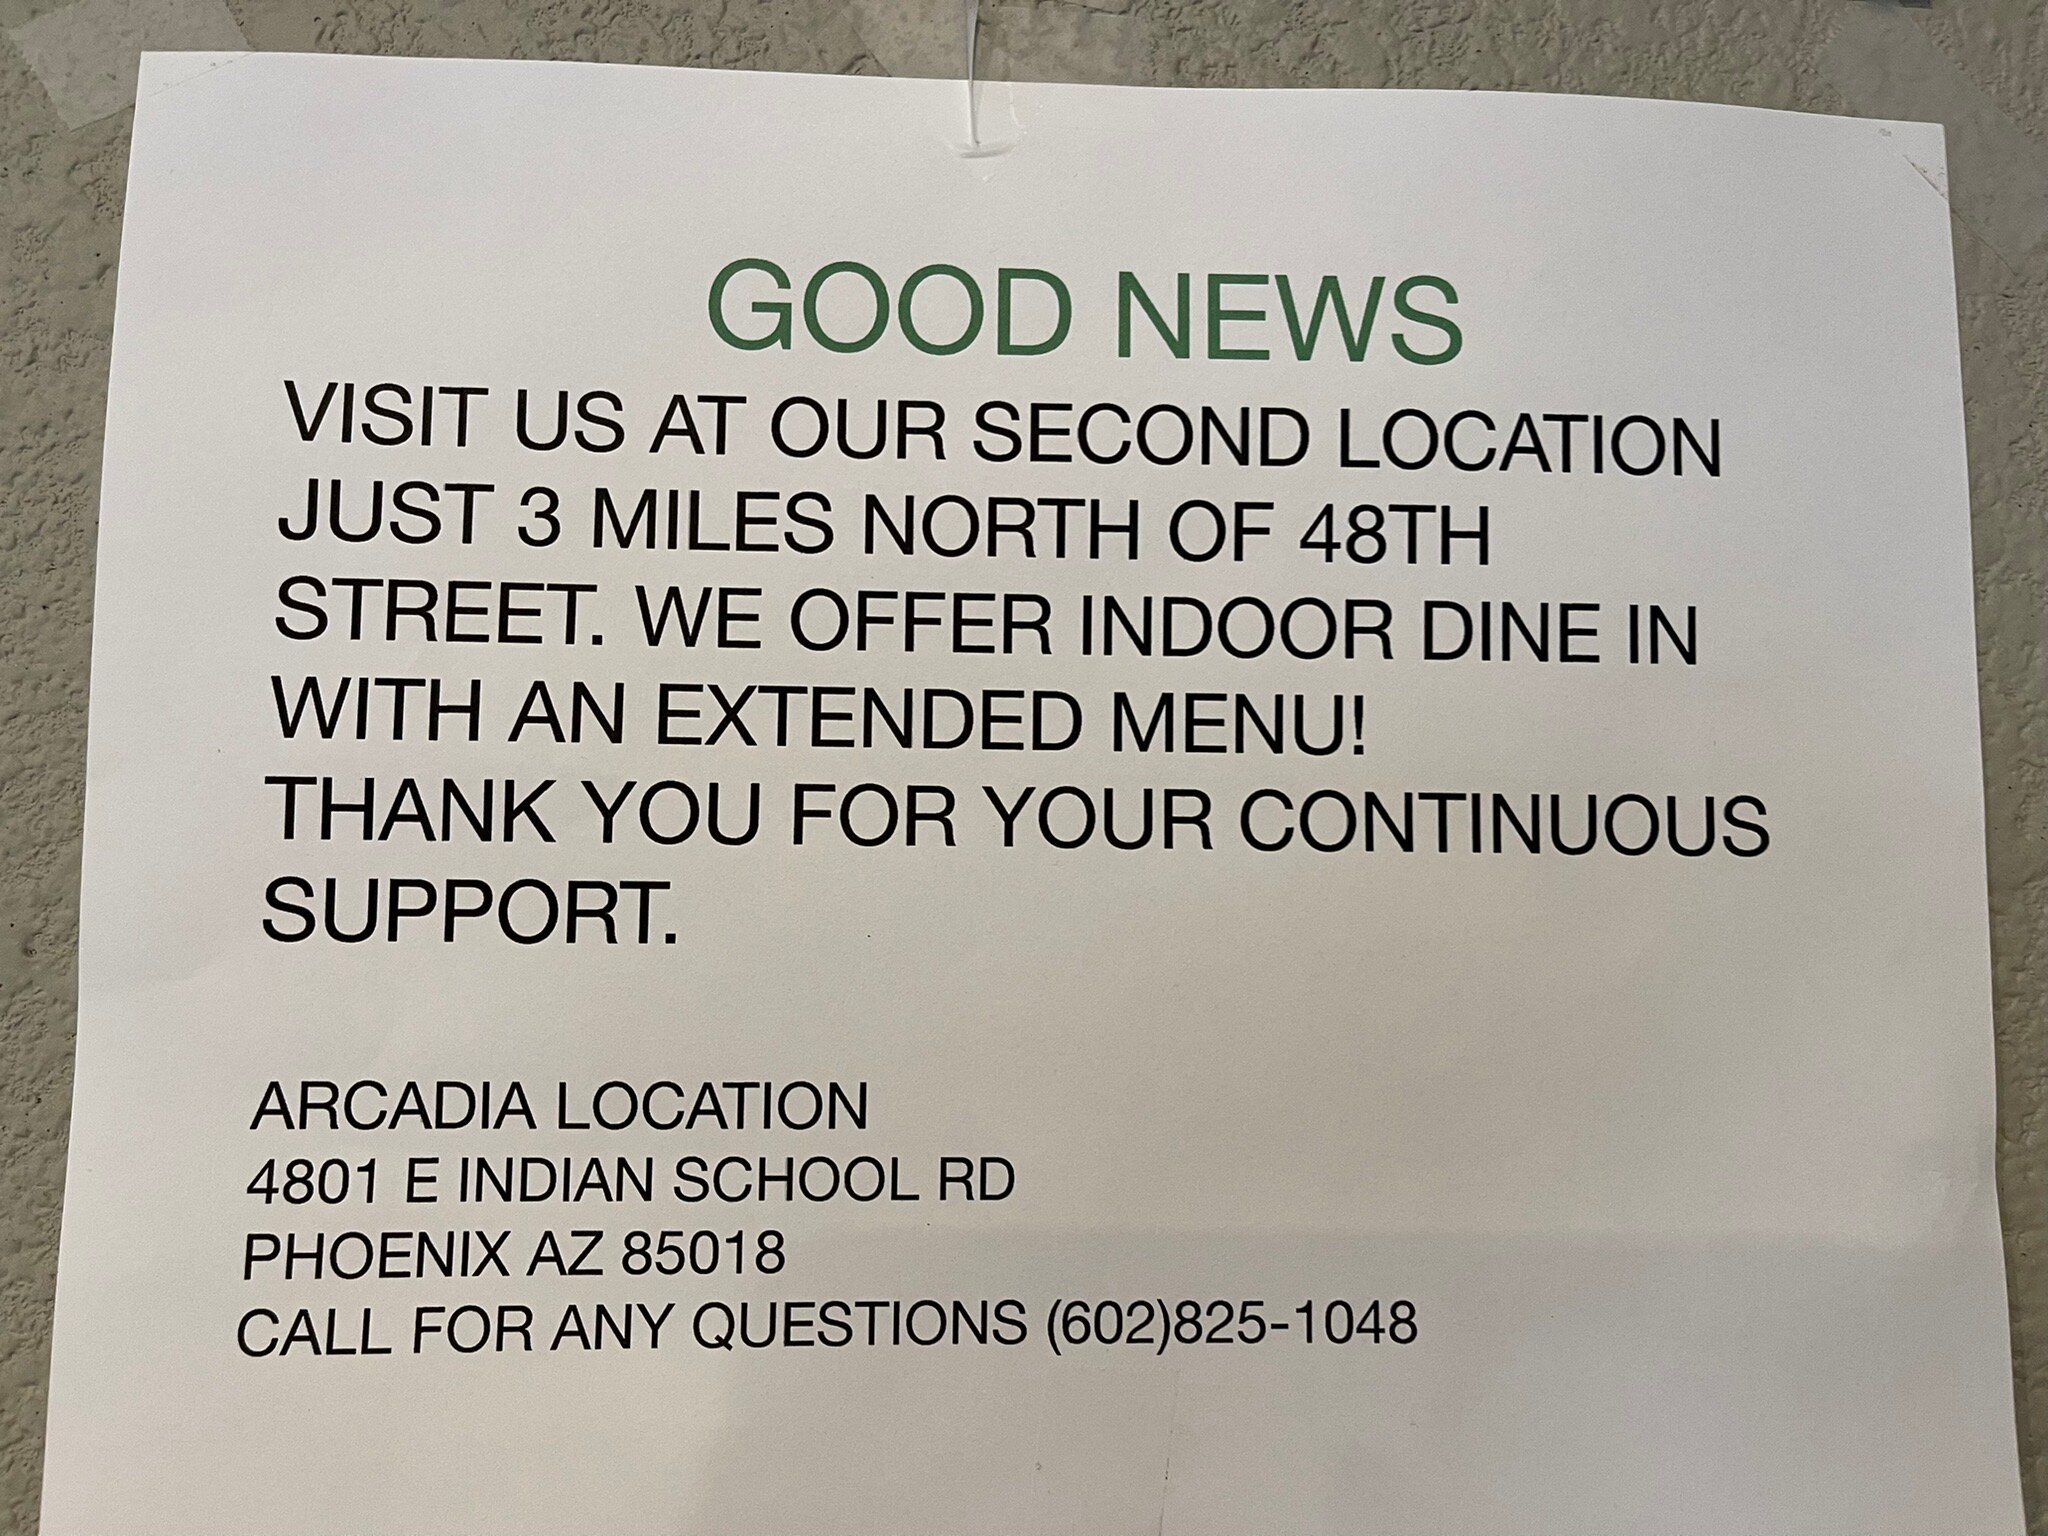 GOOD NEWS
VISIT US AT OUR SECOND LOCATION
JUST 3 MILES NORTH OF 48TH
STREET. WE OFFER INDOOR DINE IN
WITH AN EXTENDED MENU!
THANK YOU FOR YOUR CONTINUOUS
SUPPORT.
ARCADIA LOCATION
4801 E INDIAN SCHOOL RD
PHOENIX AZ 85018
CALL FOR ANY QUESTIONS (602)825-1048